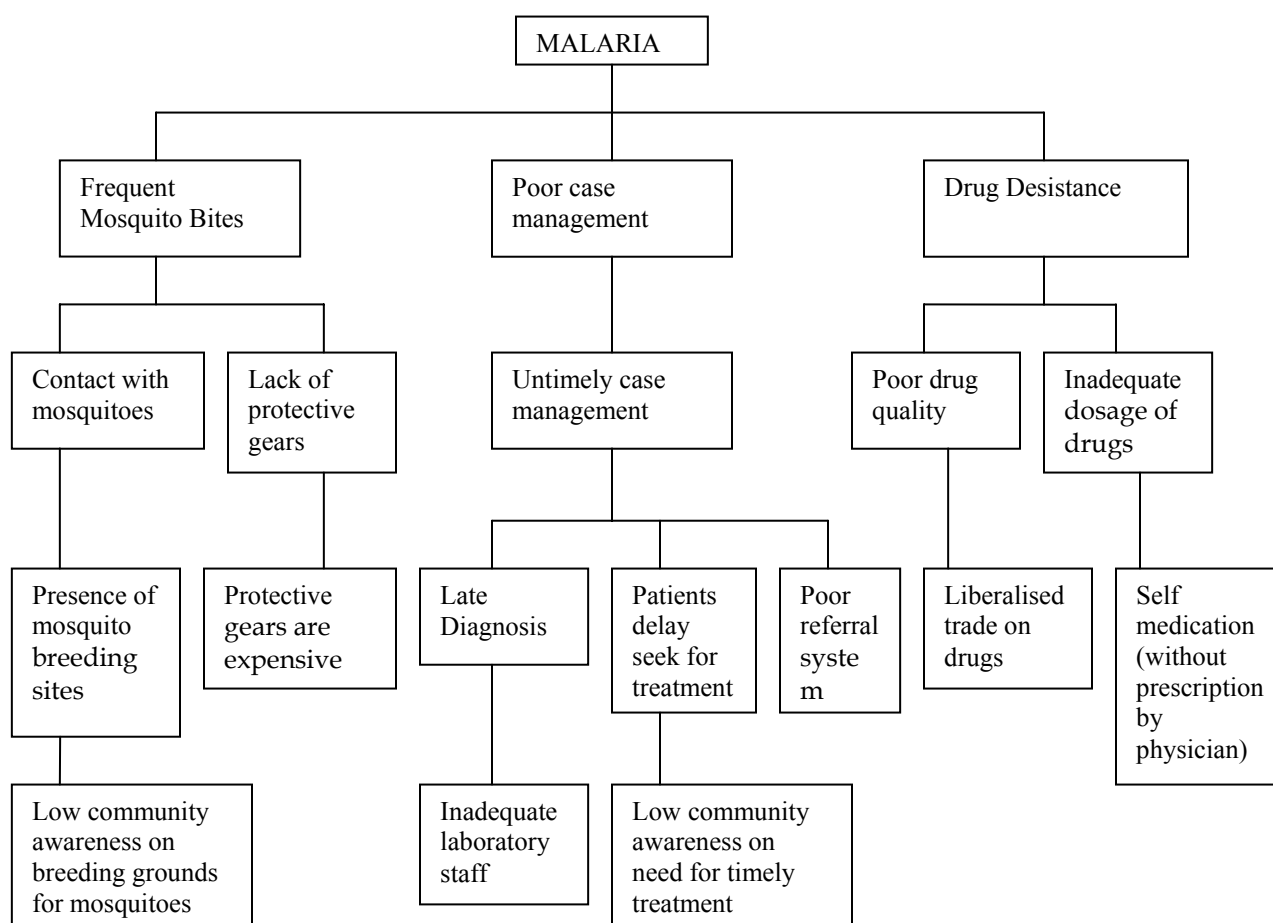 MALARIA
Frequent
Mosquito Bites
Poor case
management
Drug Desistance
Contact with
mosquitoes
Lack of
protective
gears
Untimely case
management
Poor drug
quality
Inadequate
dosage of
drugs
Presence of
mosquito
breeding
sites
Protective
gears are
expensive
Late
Diagnosis
Patients
delay
seek for
treatment
Poor
referral
syste
m
Liberalised
trade on
drugs
Self
medication
(without
prescription
by
physician)
Low community
awareness on
breeding grounds
for mosquitoes
Inadequate
laboratory
staff
Low community
awareness on
need for timely
treatment